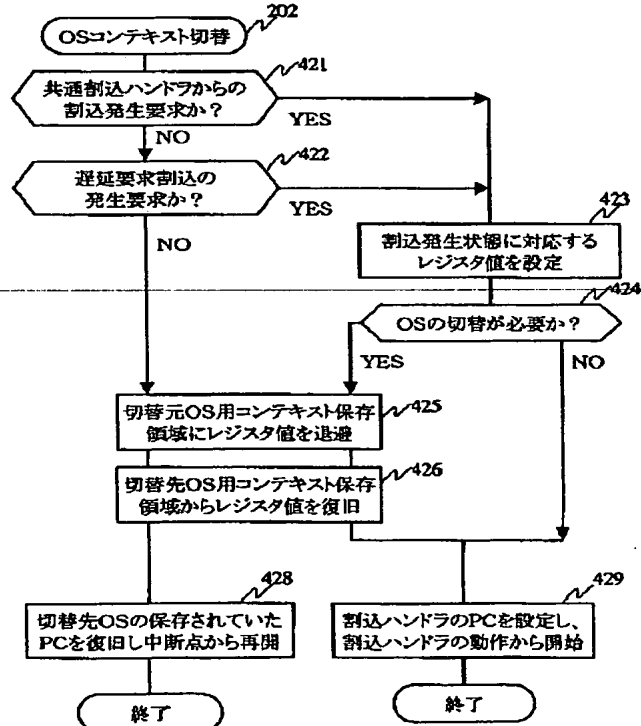 OSコンテキスト切替
202
共通割込ハンドラからの
割込発生要求か？
421
YES
NO
遅延要求割込の
発生要求か？
422
YES
NO
423
割込発生状態に対応する
レジスタ値を設定
424
OSの切替が必要か？
YES
NO
切替元OS用コンテキスト保存
領域にレジスタ値を退避
425
切替先OS用コンテキスト保存
領域からレジスタ値を復旧
426
428
切替先OSの保存されていた
PCを復旧し中断点から再開
429
割込ハンドラのPCを設定し、
割込ハンドラの動作から開始
終了
終了